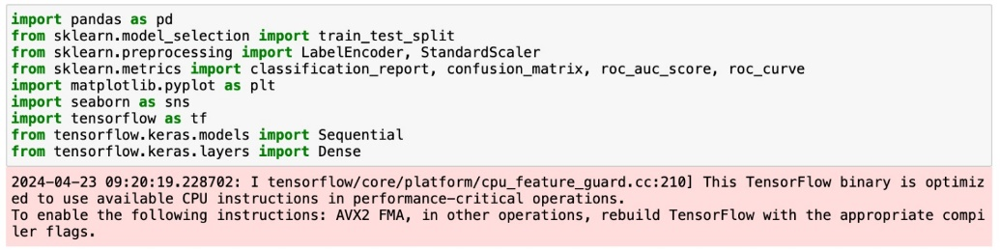 import pandas as pd
from sklearn.model_selection import train_test_split
from sklearn.preprocessing import LabelEncoder, StandardScaler
from sklearn.metrics import classification_report, confusion_matrix, roc_auc_score, roc_curve
import matplotlib.pyplot as plt
import seaborn as sns
import tensorflow as tf
from tensorflow.keras.models import Sequential
from tensorflow.keras.layers import Dense
2024-04-23 09:20:19.228702: I tensorflow/core/platform/cpu_feature_guard.cc:210] This TensorFlow binary is optimiz
ed to use available CPU instructions in performance-critical operations.
To enable the following instructions: AVX2 FMA, in other operations, rebuild TensorFlow with the appropriate compi
ler flags.